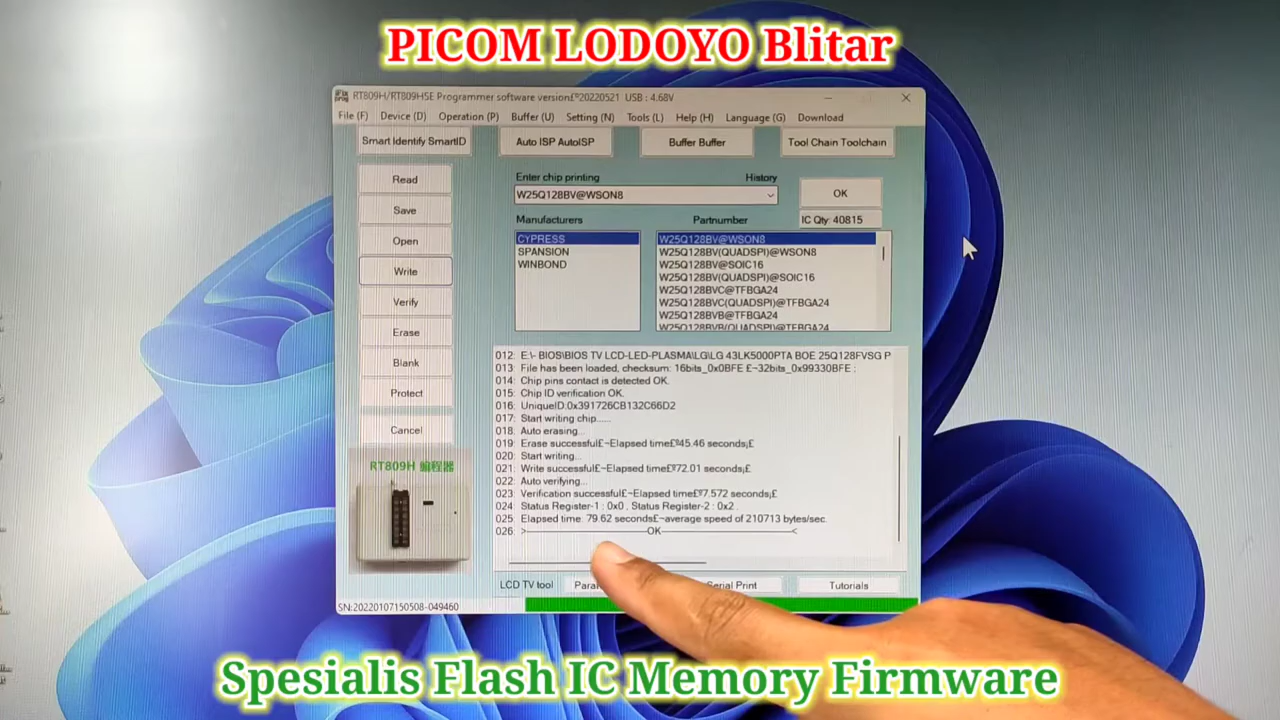 PICOM LODOYO Blitar
RT809H/RT809HSE Programmer software version£º20220521 USB : 4.68V
File (F) Device (D) Operation (P) Buffer (U) Setting (N) Tools (L) Help (H) Language (G) Download
Smart Identify SmartID
Auto ISP AutoISP
Buffer Buffer
Tool Chain Toolchain
Read
Save
Open
Write
Verify
Erase
Blank
Protect
Cancel
Enter chip printing
History
W25Q128BV@WSON8
OK
Manufacturers
Partnumber
IC Qty: 40815
CYPRESS
SPANSION
WINBOND
W25Q128BV@WSON8
W25Q128BV(QUADSPI)@WSON8
W25Q128BV@SOIC16
W25Q128BV(QUADSPI)@SOIC16
W25Q128BVC@TFBGA24
W25Q128BVC(QUADSPI)@TFBGA24
W25Q128BVB@TFBGA24
W25Q128BVB(QUADSPI)@TFBGA24
012: E:\- BIOS\BIOS TV LCD-LED-PLASMA\LG\LG 43LK5000PTA BOE 25Q128FVSG P
013: File has been loaded, checksum: 16bits_0x0BFE £¬32bits_0x99330BFE ;
014: Chip pins contact is detected OK.
015: Chip ID verification OK.
016: UniqueID:0x391726CB132C66D2
017: Start writing chip......
018: Auto erasing...
019: Erase successful£¬Elapsed time£º45.46 seconds¡£
020: Start writing...
021: Write successful£¬Elapsed time£º72.01 seconds¡£
022: Auto verifying...
023: Verification successful£¬Elapsed time£º7.572 seconds¡£
024: Status Register-1 : 0x0 , Status Register-2 : 0x2 .
025: Elapsed time: 79.62 seconds£¬average speed of 210713 bytes/sec.
026: >————————OK————————<
RT809H 编程器
LCD TV tool
Serial Print
Tutorials
SN:20220107150508-049460
Spesialis Flash IC Memory Firmware